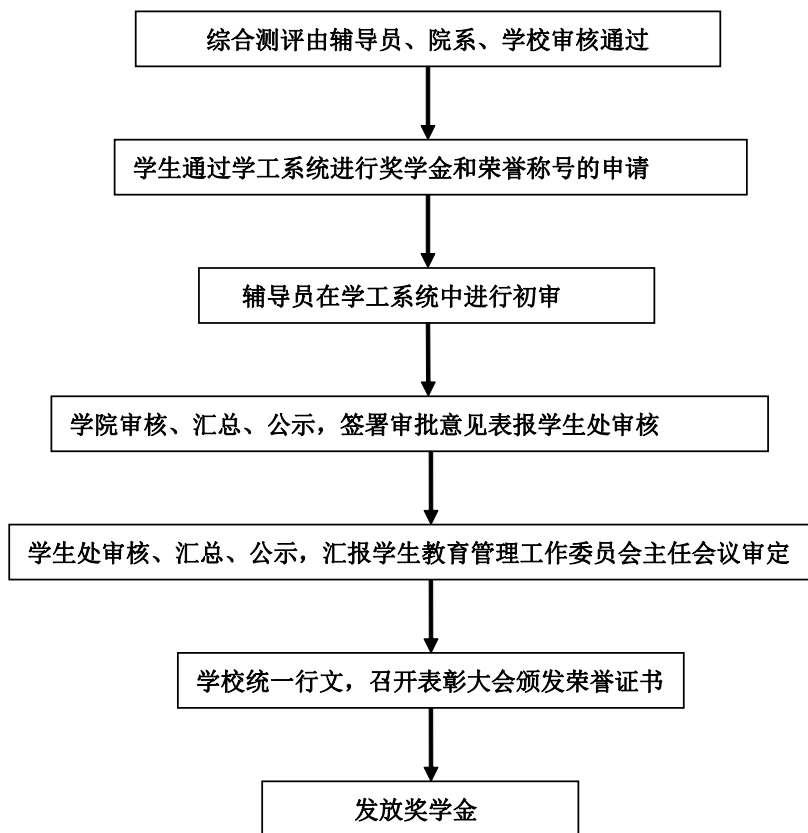 综合测评由辅导员、院系、学校审核通过
学生通过学工系统进行奖学金和荣誉称号的申请
辅导员在学工系统中进行初审
学院审核、汇总、公示，签署审批意见表报学生处审核
学生处审核、汇总、公示，汇报学生教育管理工作委员会主任会议审定
学校统一行文，召开表彰大会颁发荣誉证书
发放奖学金